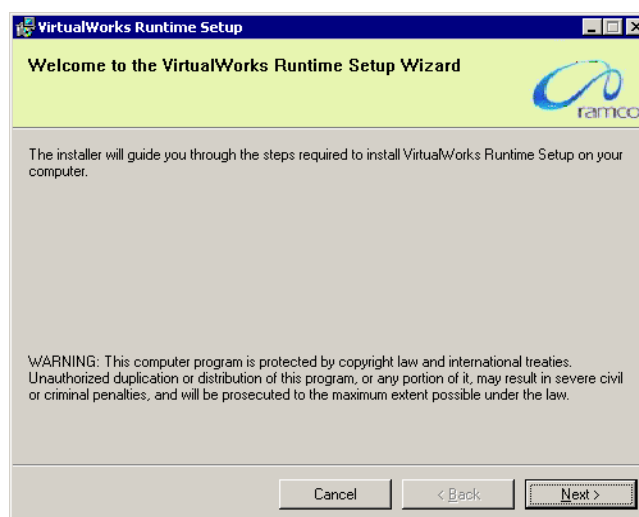 VirtualWorks Runtime Setup
Welcome to the VirtualWorks Runtime Setup Wizard
ramco
The installer will guide you through the steps required to install VirtualWorks Runtime Setup on your
computer.
WARNING: This computer program is protected by copyright law and international treaties.
Unauthorized duplication or distribution of this program, or any portion of it, may result in severe civil
or criminal penalties, and will be prosecuted to the maximum extent possible under the law.
Cancel
< Back
Next >